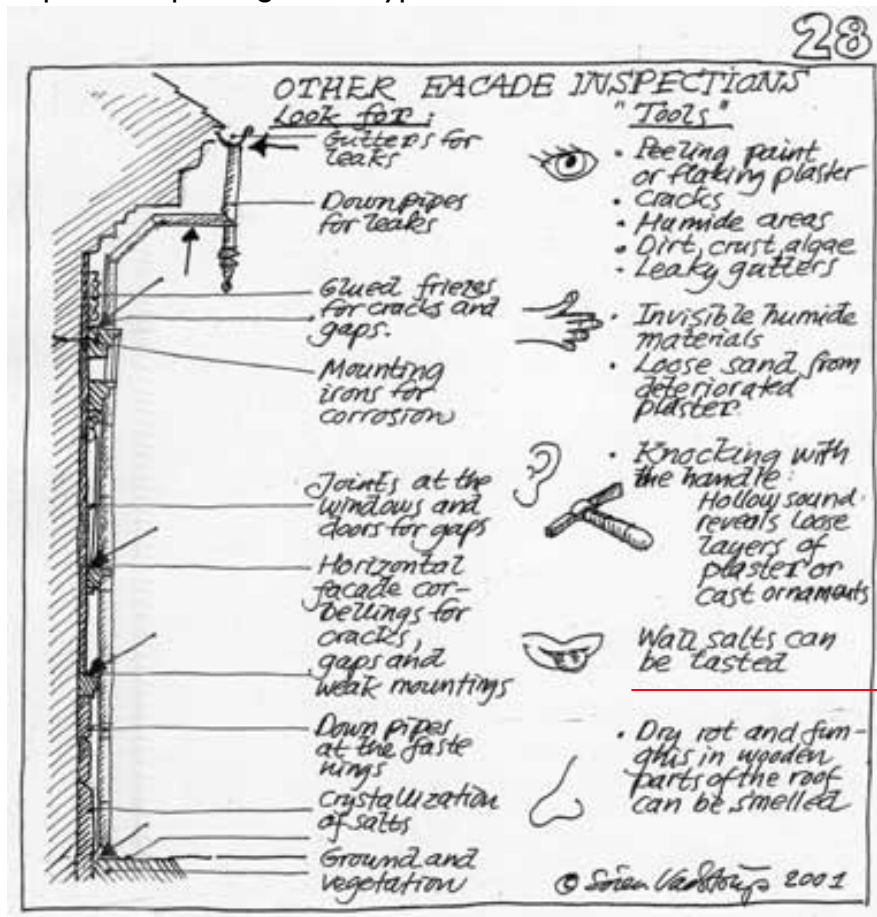 28
OTHER FACADE INSPECTIONS
Look for:
Gutters for
leaks
Downpipes
for leaks
Glued friezes
for cracks and
gaps.
Mounting
irons for
corrosion
Joints at the
windows and
doors for gaps
Horizontal
facade cor-
bellings for
cracks,
gaps and
weak mountings
Down pipes
at the faste
nings
Crystallization
of salts
Ground and
vegetation
"Tools"
• Peeling paint
or flaking plaster
• Cracks
• Humide areas
• Dirt, crust, algae
• Leaky gutters
• Invisible humide
materials
• Loose sand from
deteriorated
plaster
• Knocking with
the handle:
Hollow sound
reveals loose
layers of
plaster or
cast ornaments
Wall salts can
be tasted
• Dry rot and fun-
ghis in wooden
parts of the roof
can be smelled
© Søren Vadstrup 2001